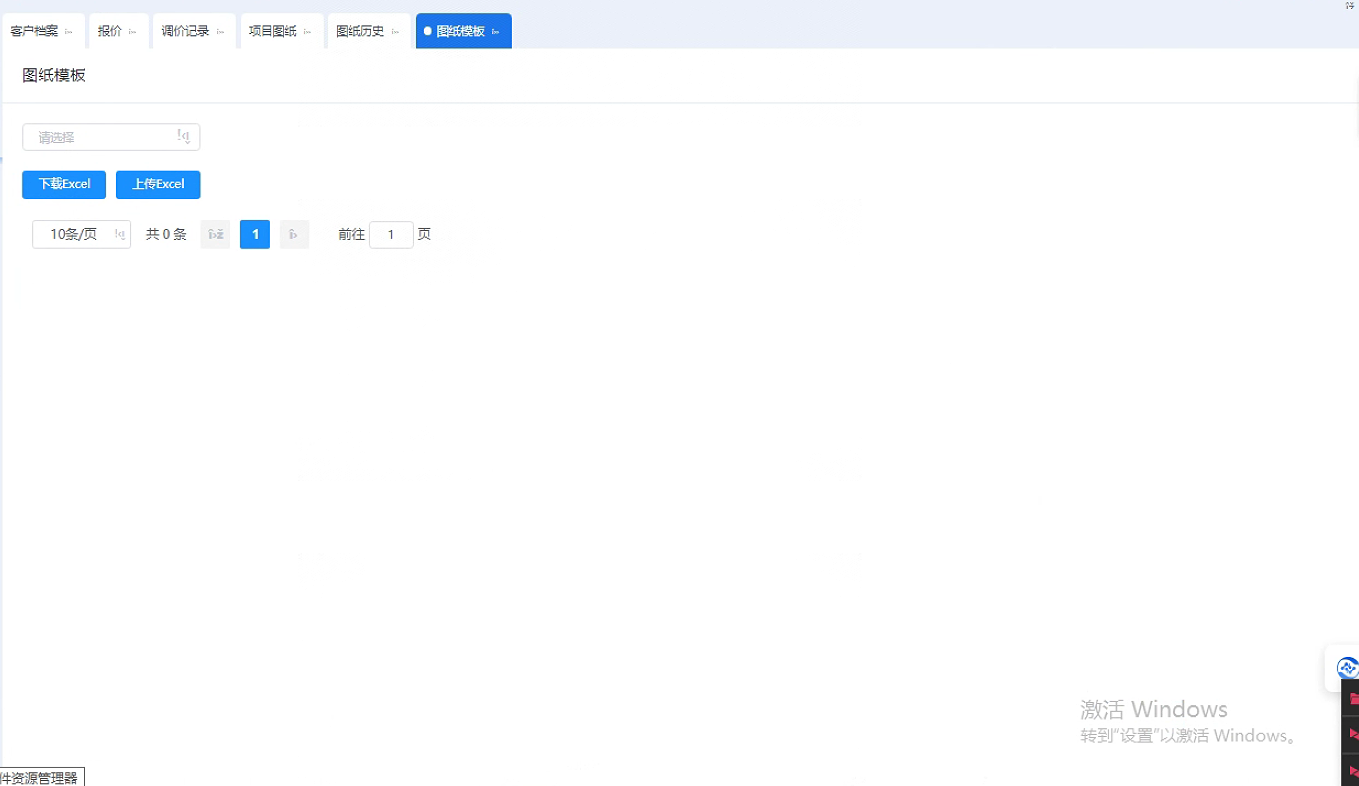 客户档案 报价 调价记录 项目图纸 图纸历史 图纸模板
图纸模板
请选择
下载Excel 上传Excel
10条/页 共 0 条 1 前往 1 页
激活 Windows
转到“设置”以激活 Windows。
件资源管理器